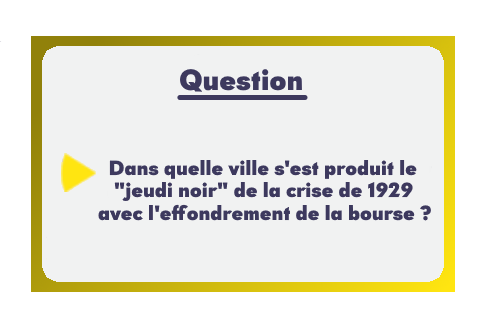 Question
Dans quelle ville s'est produit le
"jeudi noir" de la crise de 1929
avec l'effondrement de la bourse ?